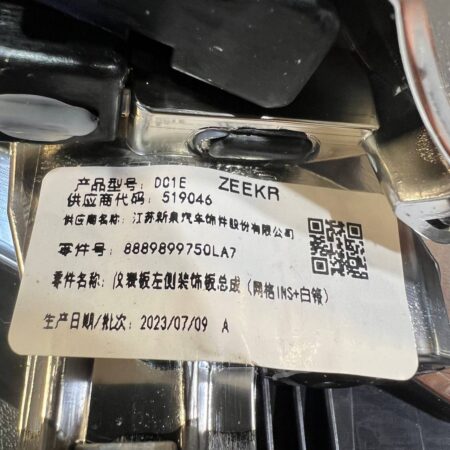 产品型号: DC1E ZEEKR
供应商代码: 519046
供应商名称: 江苏新泉汽车饰件股份有限公司
零件号: 8889899750LA7
零件名称: 仪表板左侧装饰板总成 (网格INS+白镍)
生产日期/批次: 2023/07/09 A